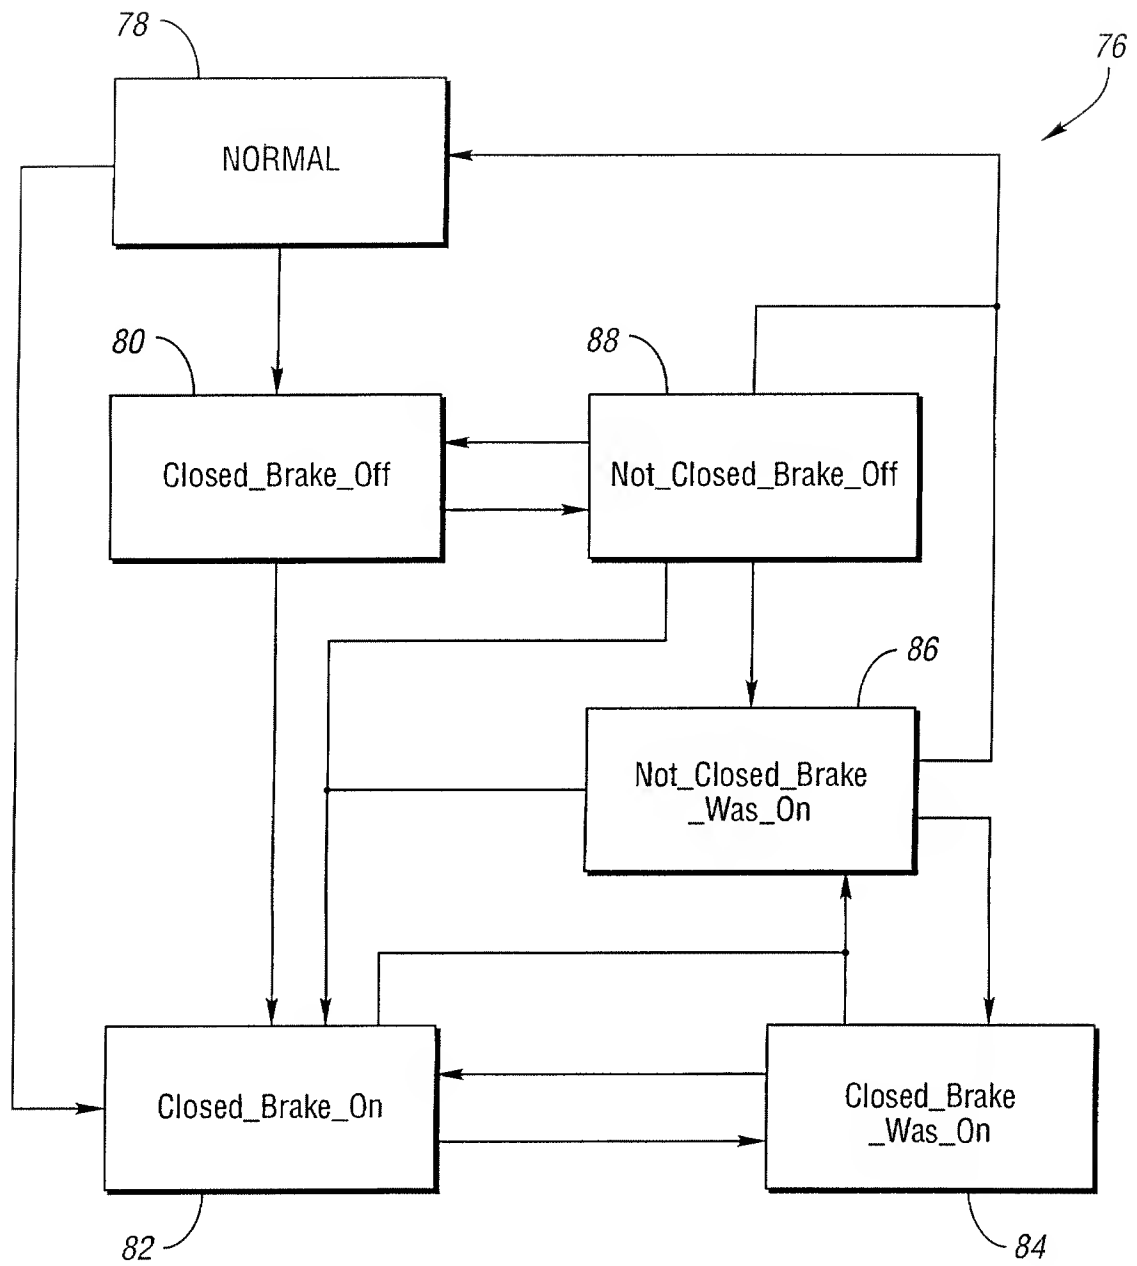 78
76
NORMAL
80
88
Closed_Brake_Off
Not_Closed_Brake_Off
86
Not_Closed_Brake
_Was_On
Closed_Brake_On
Closed_Brake
_Was_On
82
84